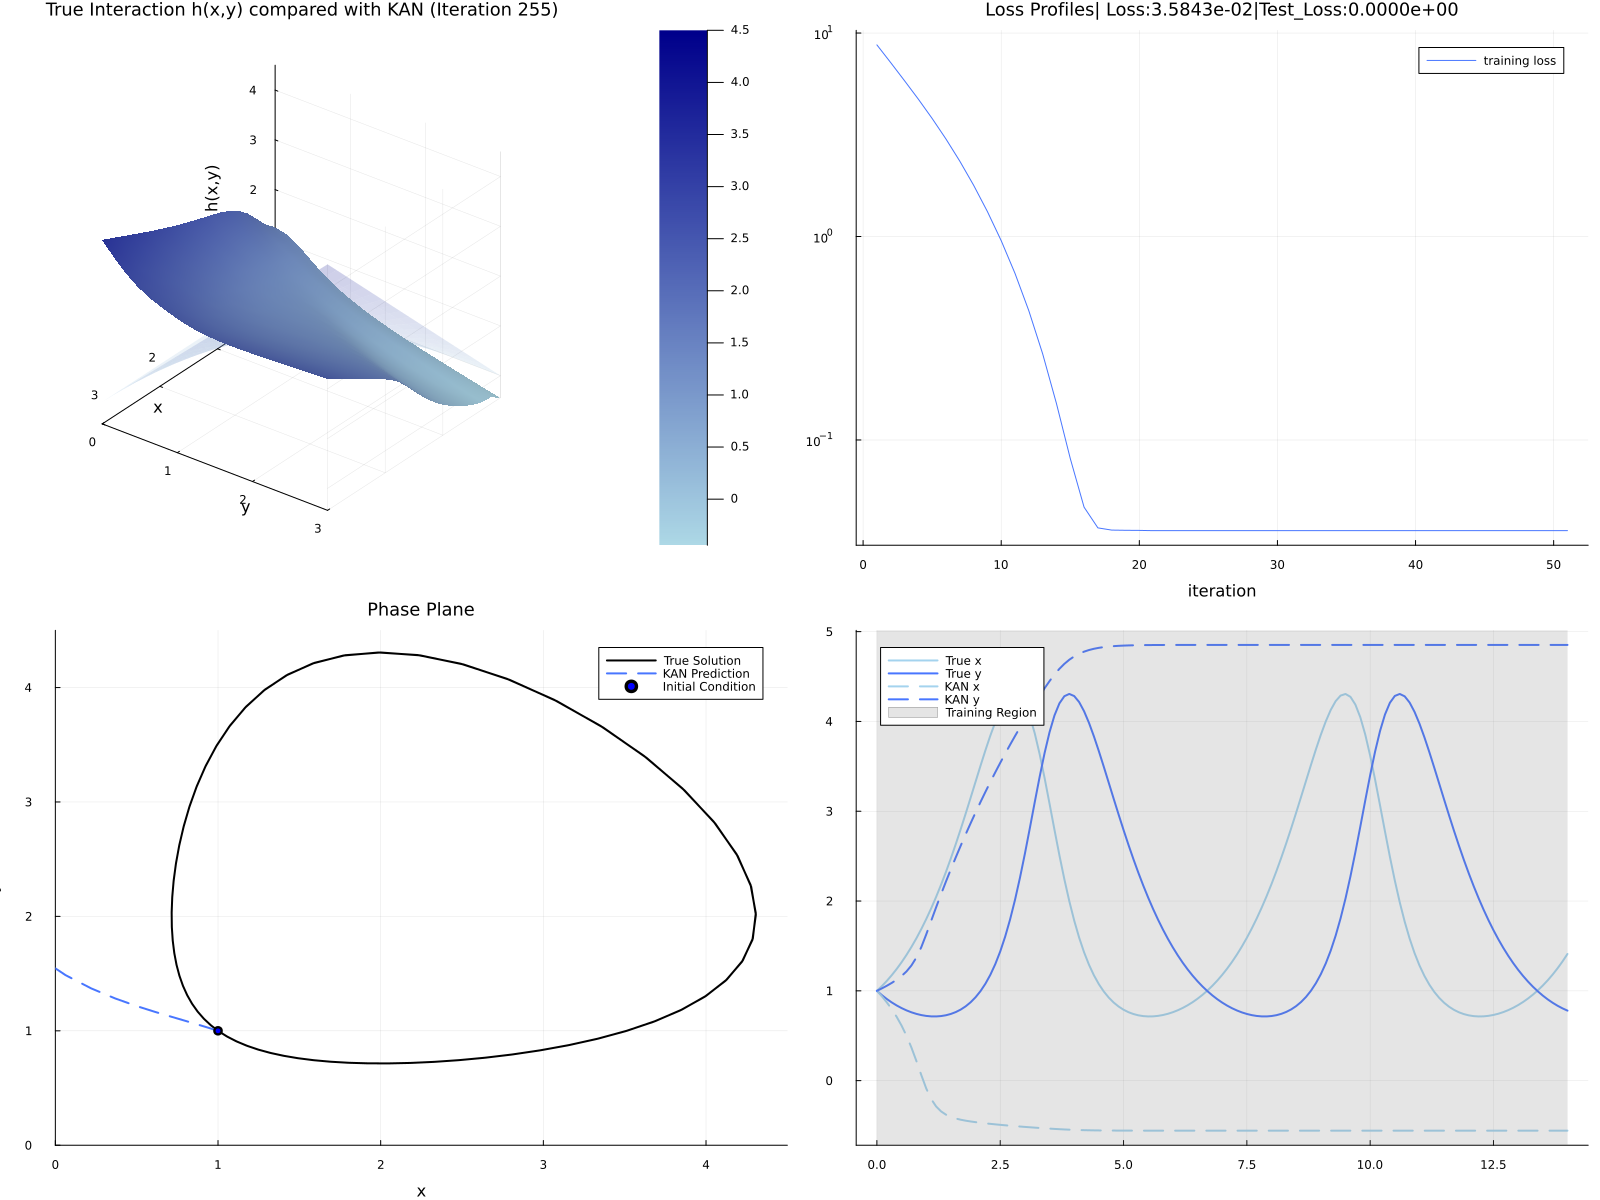 True Interaction h(x,y) compared with KAN (Iteration 255)
4
3
2
h(x,y)
2
3
x
0
1
2
y
3
4.5
4.0
3.5
3.0
2.5
2.0
1.5
1.0
0.5
0
Loss Profiles| Loss:3.5843e-02|Test_Loss:0.0000e+00
10^1
10^0
10^-1
training loss
0 10 20 30 40 50
iteration
Phase Plane
4
3
2
1
0
True Solution
KAN Prediction
Initial Condition
0 1 2 3 4
x
5
4
3
2
1
0
True x
True y
KAN x
KAN y
Training Region
0.0 2.5 5.0 7.5 10.0 12.5